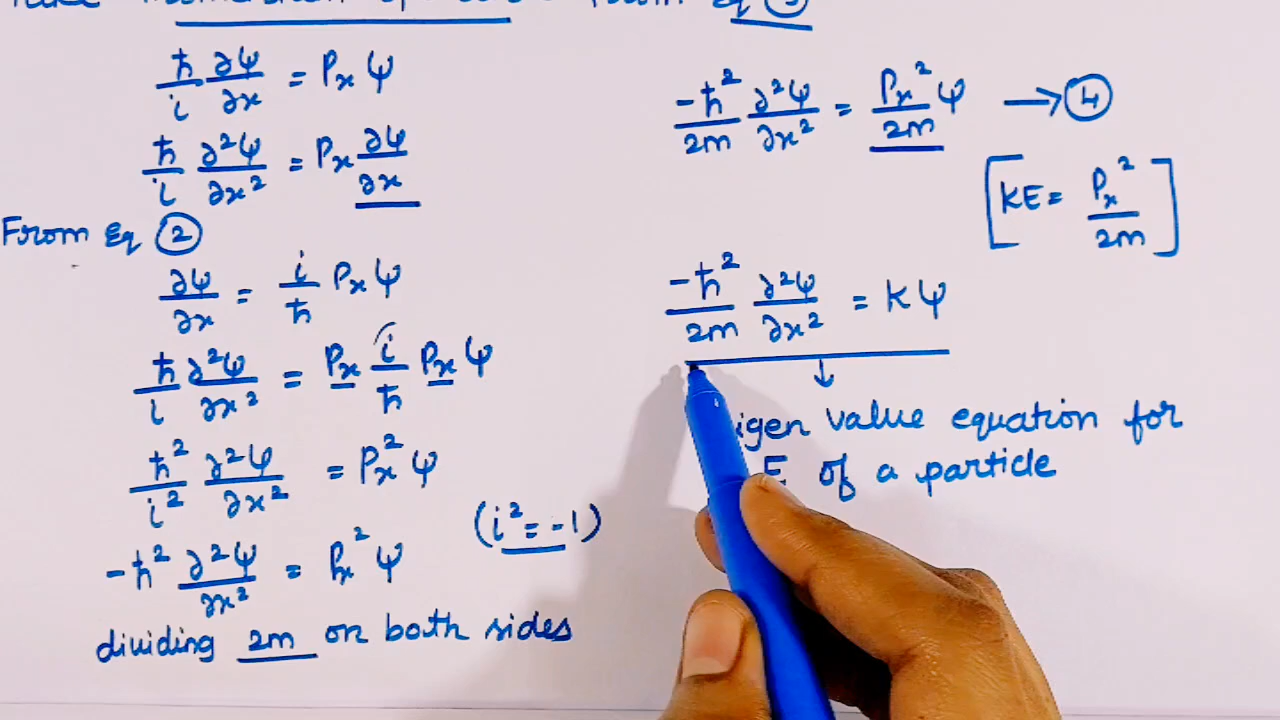 ħ/i ∂ψ/∂x = Pₓ ψ
ħ/i ∂²ψ/∂x² = Pₓ ∂ψ/∂x
From Eq ②
∂ψ/∂x = i/ħ Pₓ ψ
ħ/i ∂²ψ/∂x² = Pₓ i/ħ Pₓ ψ
ħ²/i² ∂²ψ/∂x² = Pₓ² ψ
(i² = -1)
-ħ² ∂²ψ/∂x² = Pₓ² ψ
dividing 2m on both sides
-ħ²/2m ∂²ψ/∂x² = Pₓ²/2m ψ → ④
[KE = Pₓ²/2m]
-ħ²/2m ∂²ψ/∂x² = K ψ
↓
value equation for
E of a particle